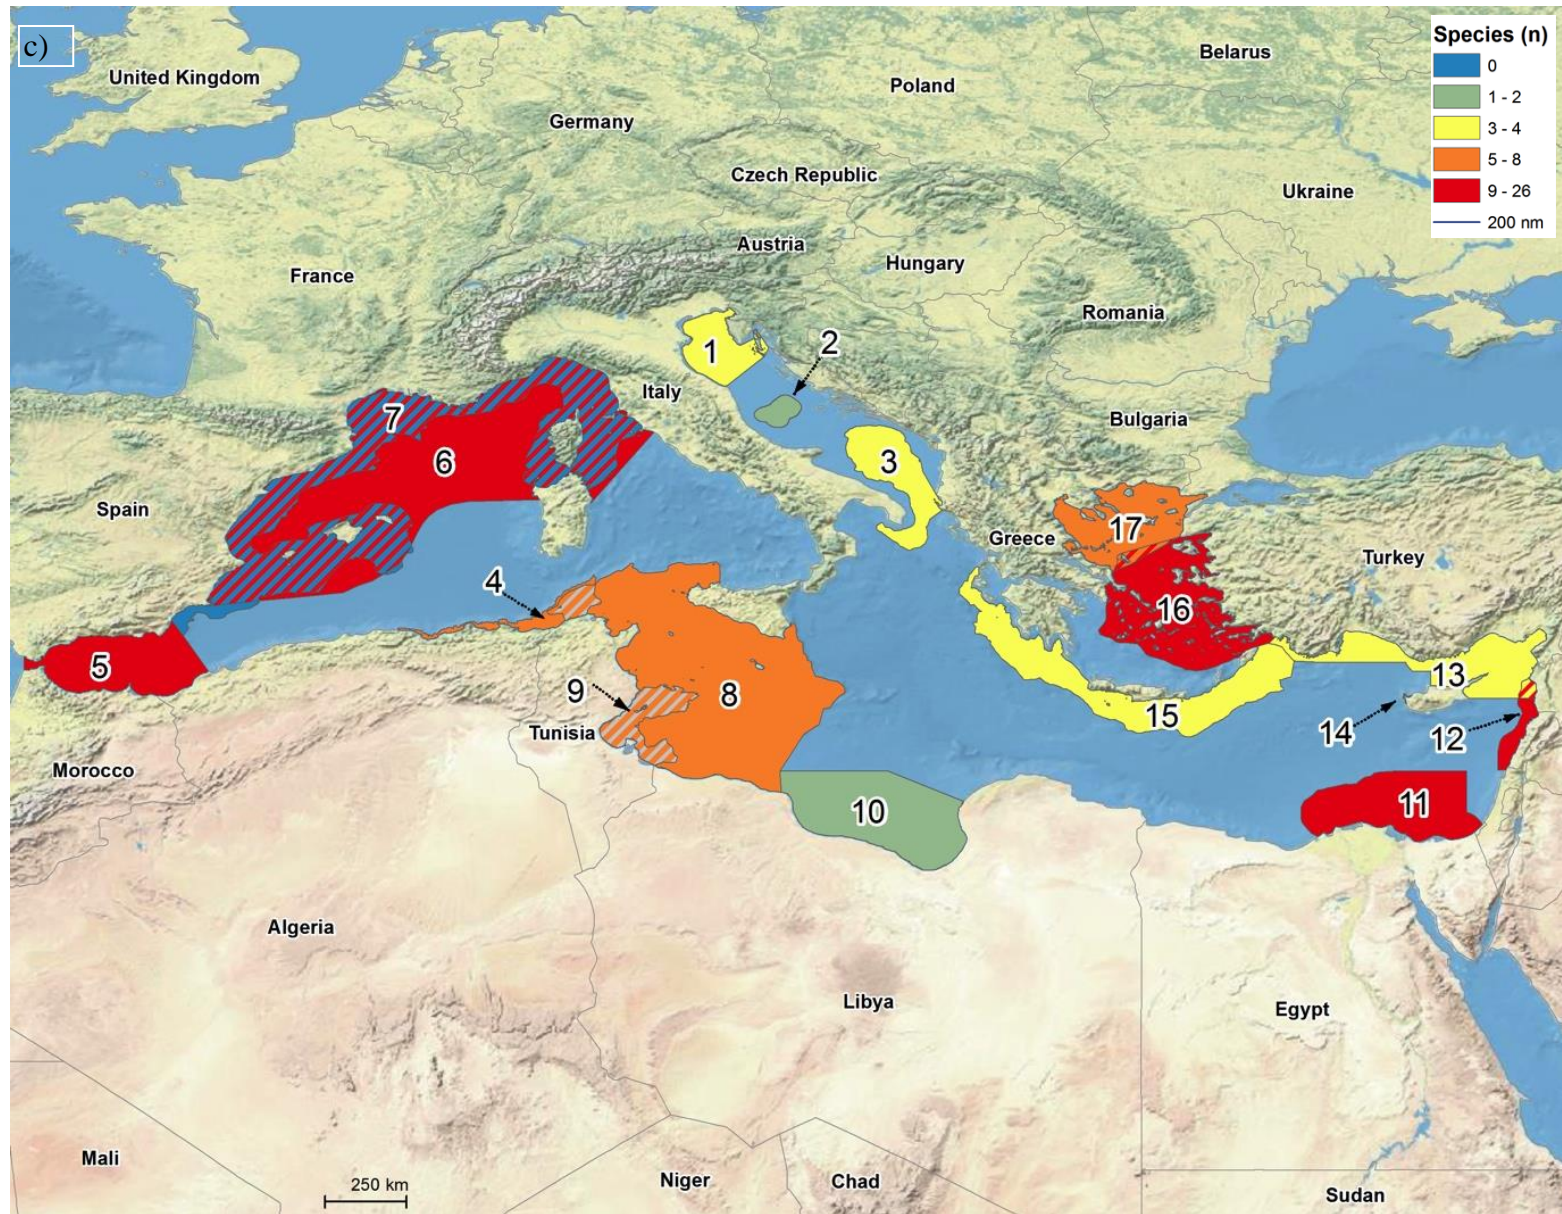 c)
Species (n)
0
1 - 2
3 - 4
5 - 8
9 - 26
200 nm
United Kingdom
Belarus
Poland
Germany
Czech Republic
Ukraine
Austria
Hungary
France
Romania
1
2
Italy
7
Bulgaria
6
3
Spain
17
Greece
Turkey
4
16
5
13
9
8
15
14
12
Tunisia
Morocco
10
11
Algeria
Libya
Egypt
Mali
250 km
Niger
Chad
Sudan